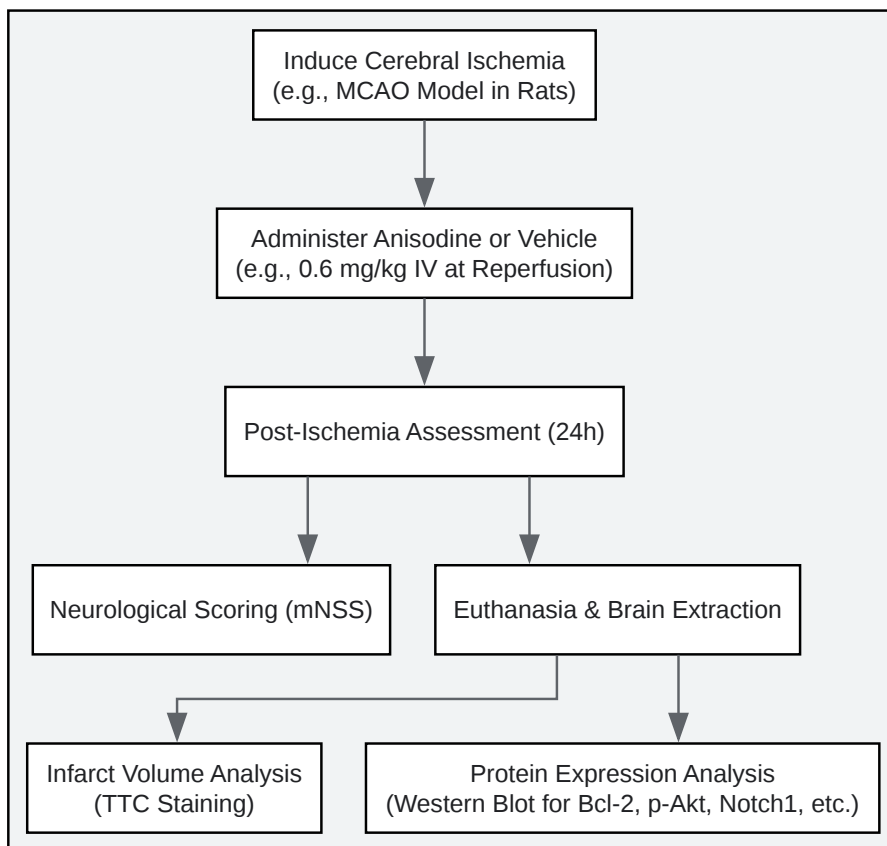 Induce Cerebral Ischemia
(e.g., MCAO Model in Rats)
Administer Anisodine or Vehicle
(e.g., 0.6 mg/kg IV at Reperfusion)
Post-Ischemia Assessment (24h)
Neurological Scoring (mNSS)
Euthanasia & Brain Extraction
Infarct Volume Analysis
(TTC Staining)
Protein Expression Analysis
(Western Blot for Bcl-2, p-Akt, Notch1, etc.)